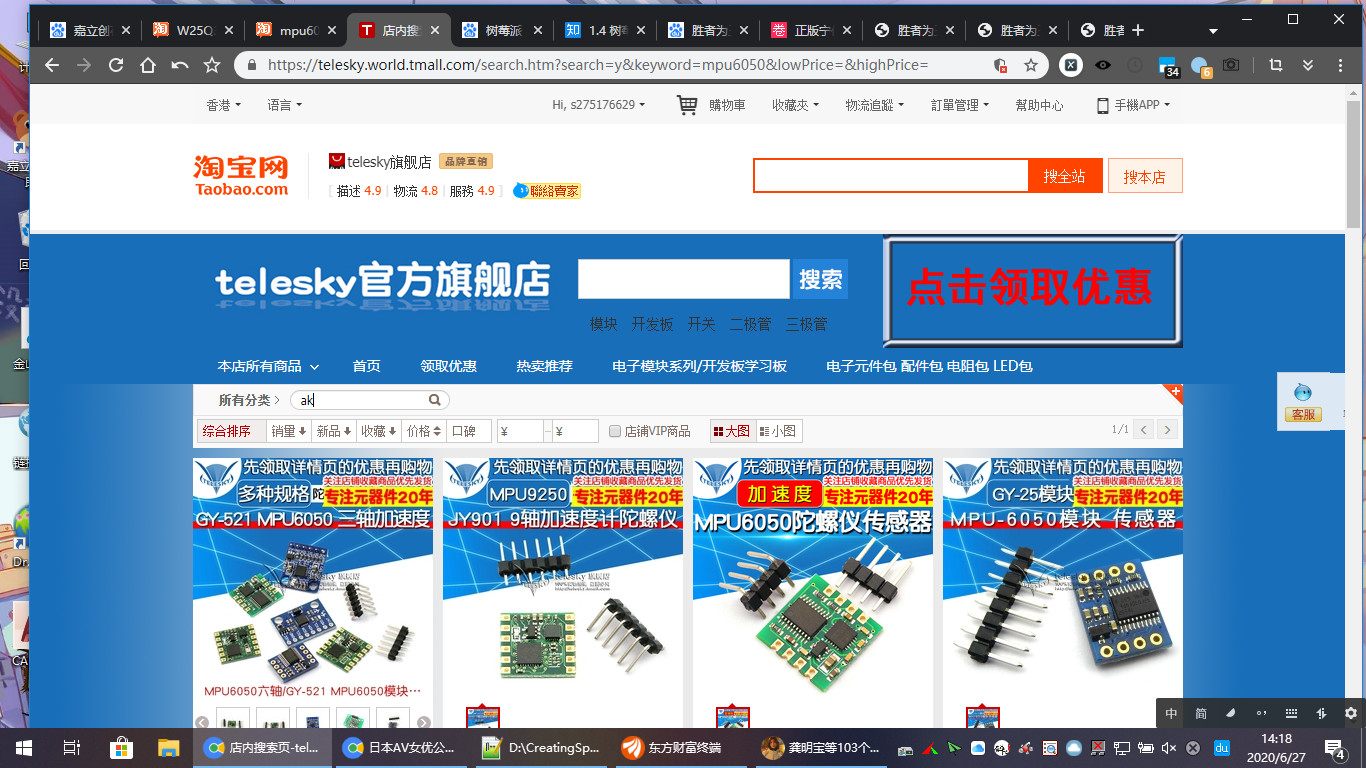 嘉立创
W25Q
mpu60
店内搜
树莓派
1.4 树莓
胜者为
正版宁
胜者为
胜者为
胜者
https://telesky.world.tmall.com/search.htm?search=y&keyword=mpu6050&lowPrice=&highPrice=
34
6
香港
语言
Hi, s275176629
購物車
收藏夾
物流追蹤
訂單管理
幫助中心
手機APP
淘宝网
Taobao.com
telesky旗舰店
品牌直销
[ 描述 4.9 | 物流 4.8 | 服務 4.9 ]
聯絡賣家
搜全站
搜本店
telesky官方旗舰店
搜索
点击领取优惠
模块 开发板 开关 二极管 三极管
本店所有商品
首页
领取优惠
热卖推荐
电子模块系列/开发板学习板
电子元件包 配件包 电阻包 LED包
所有分类
ak
客服
综合排序
销量
新品
收藏
价格
口碑
¥
-
¥
店铺VIP商品
大图
小图
1/1
先领取详情页的优惠再购物
关注店铺收藏商品优先发货
TELESKY
多种规格
专注元器件20年
GY-521 MPU6050 三轴加速度
MPU6050六轴/GY-521 MPU6050模块…
先领取详情页的优惠再购物
关注店铺收藏商品优先发货
TELESKY
MPU9250
专注元器件20年
JY901 9轴加速度计陀螺仪
先领取详情页的优惠再购物
关注店铺收藏商品优先发货
TELESKY
加速度
专注元器件20年
MPU6050陀螺仪传感器
先领取详情页的优惠再购物
关注店铺收藏商品优先发货
TELESKY
GY-25模块
专注元器件20年
MPU-6050模块 传感器
中
简
店内搜索页-tel...
日本AV女优公...
D:\CreatingSp...
东方财富终端
龚明宝等103个...
du
14:18
2020/6/27
4